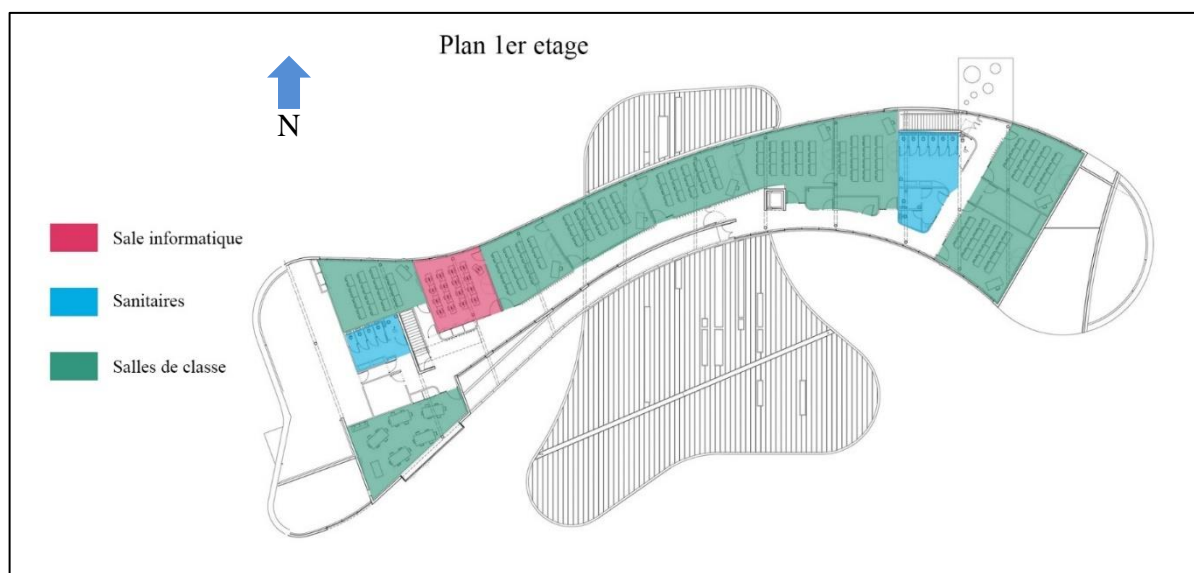 Plan 1er etage
N
Sale informatique
Sanitaires
Salles de classe